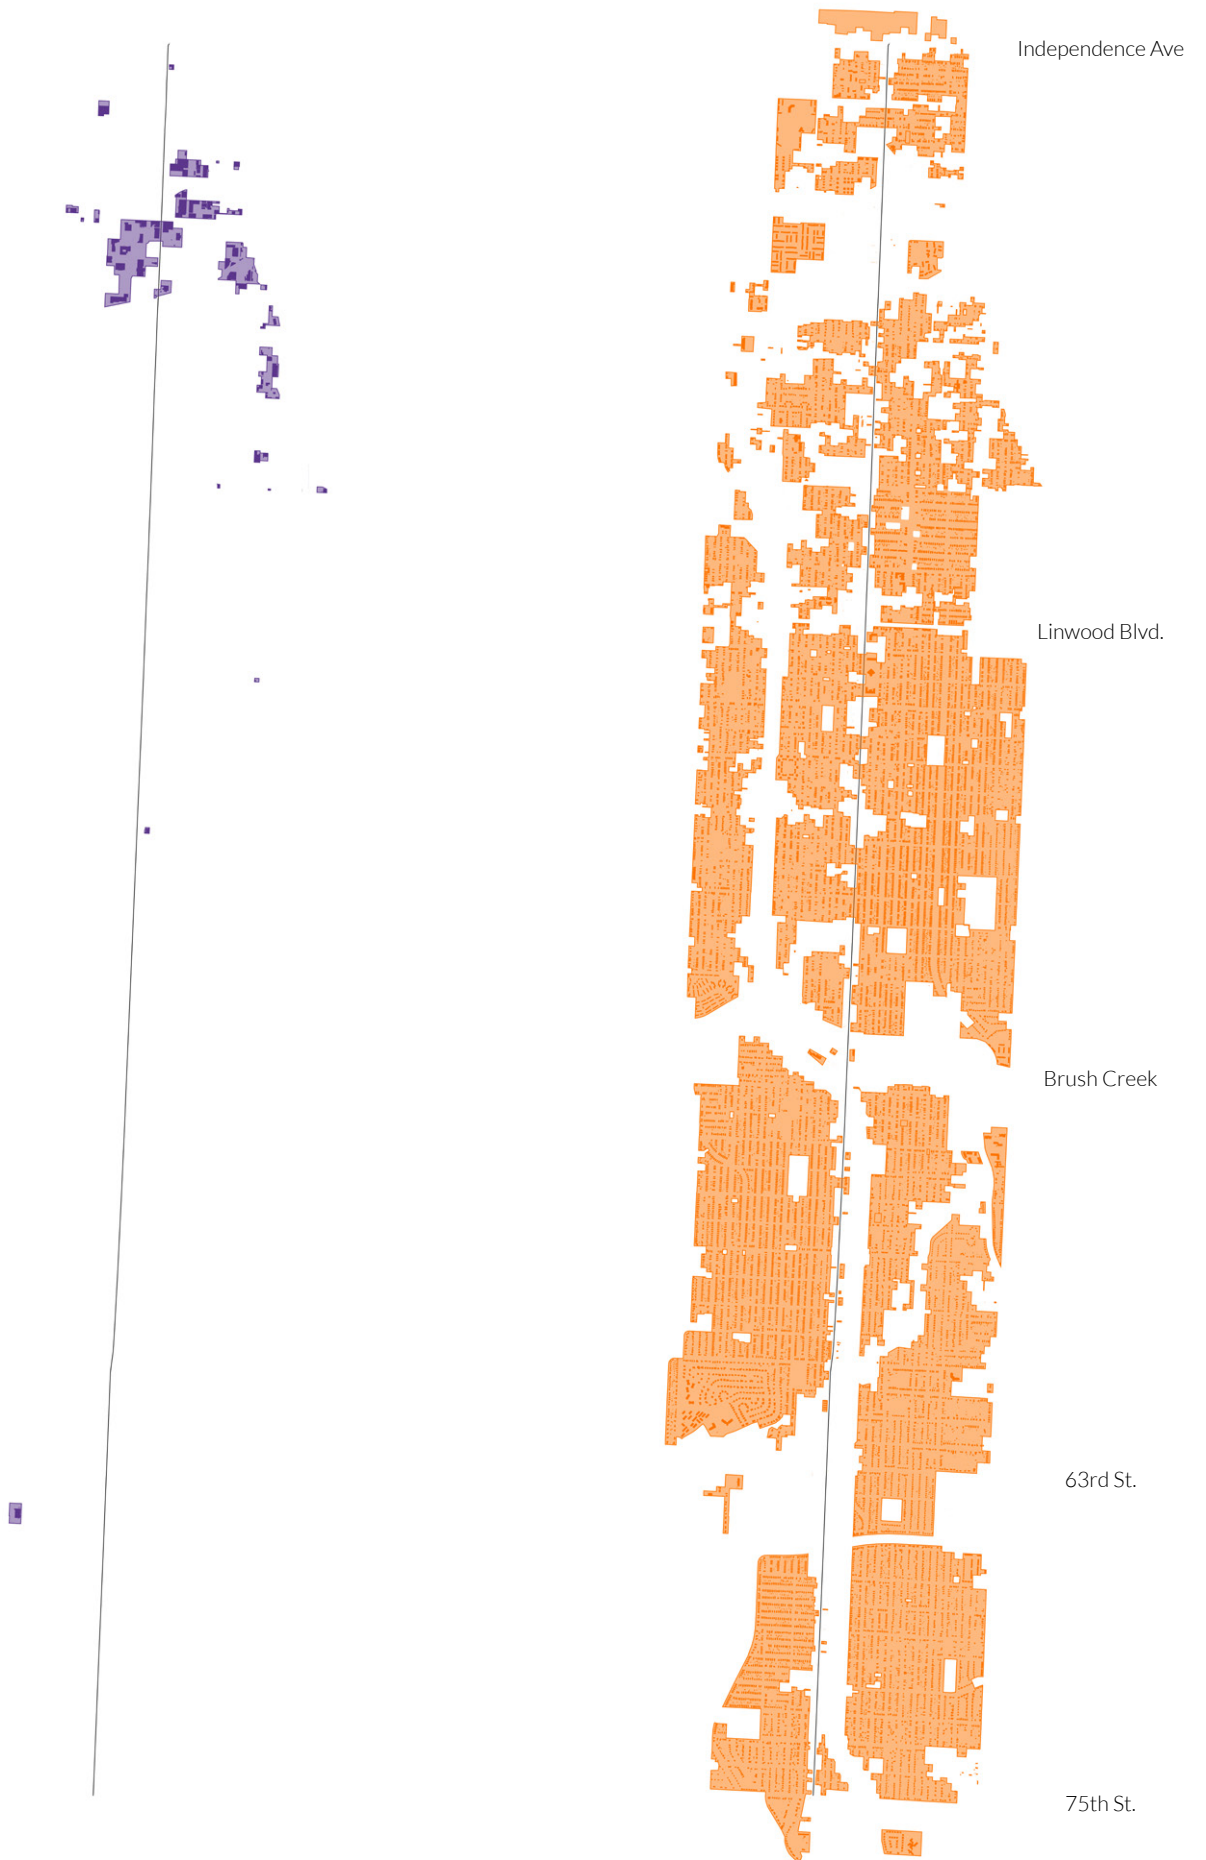 Independence Ave
Linwood Blvd.
Brush Creek
63rd St.
75th St.